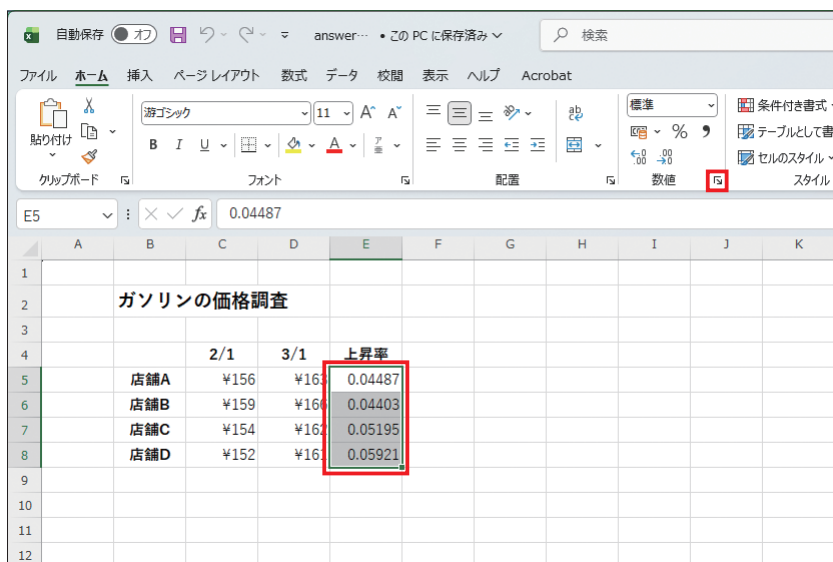 自動保存 オフ answer… • この PC に保存済み 検索
ファイル ホーム 挿入 ページ レイアウト 数式 データ 校閲 表示 ヘルプ Acrobat
游ゴシック 11 A A 標準 条件付き書式
貼り付け B I U A ア亜 % テーブルとして書
セルのスタイル
クリップボード フォント 配置 数値 スタイル
E5 fx 0.04487
A B C D E F G H I J K
1
2 ガソリンの価格調査
3
4 2/1 3/1 上昇率
5 店舗A ¥156 ¥163 0.04487
6 店舗B ¥159 ¥166 0.04403
7 店舗C ¥154 ¥162 0.05195
8 店舗D ¥152 ¥161 0.05921
9
10
11
12